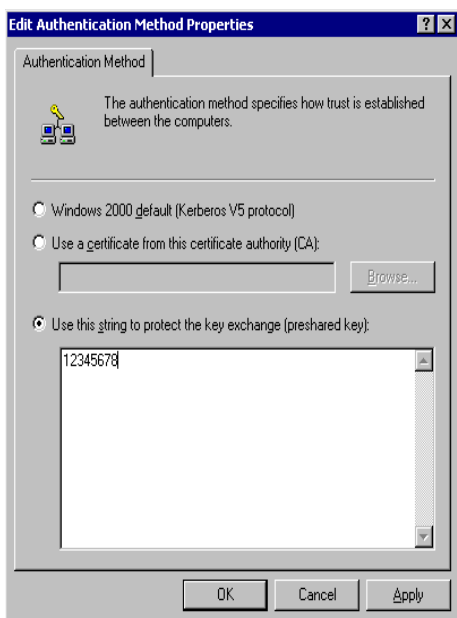 Edit Authentication Method Properties
Authentication Method
The authentication method specifies how trust is established
between the computers.
Windows 2000 default (Kerberos V5 protocol)
Use a certificate from this certificate authority (CA):
Browse...
Use this string to protect the key exchange (preshared key):
12345678
OK Cancel Apply